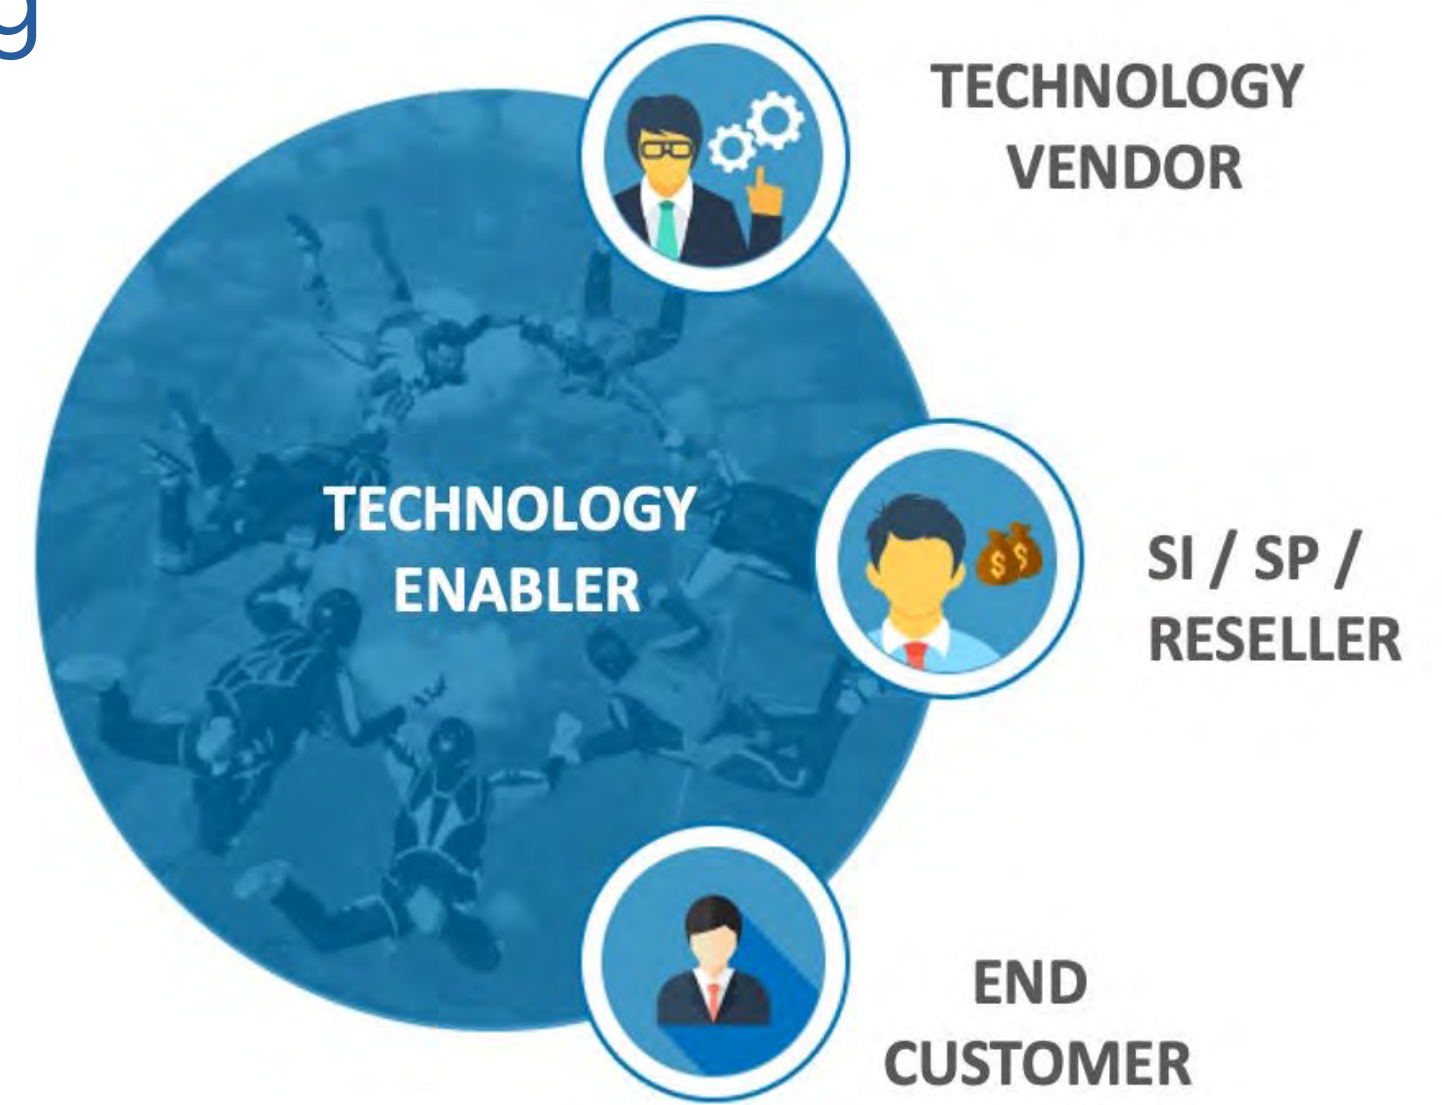 g
TECHNOLOGY
VENDOR
TECHNOLOGY
ENABLER
SI / SP /
RESELLER
END
CUSTOMER